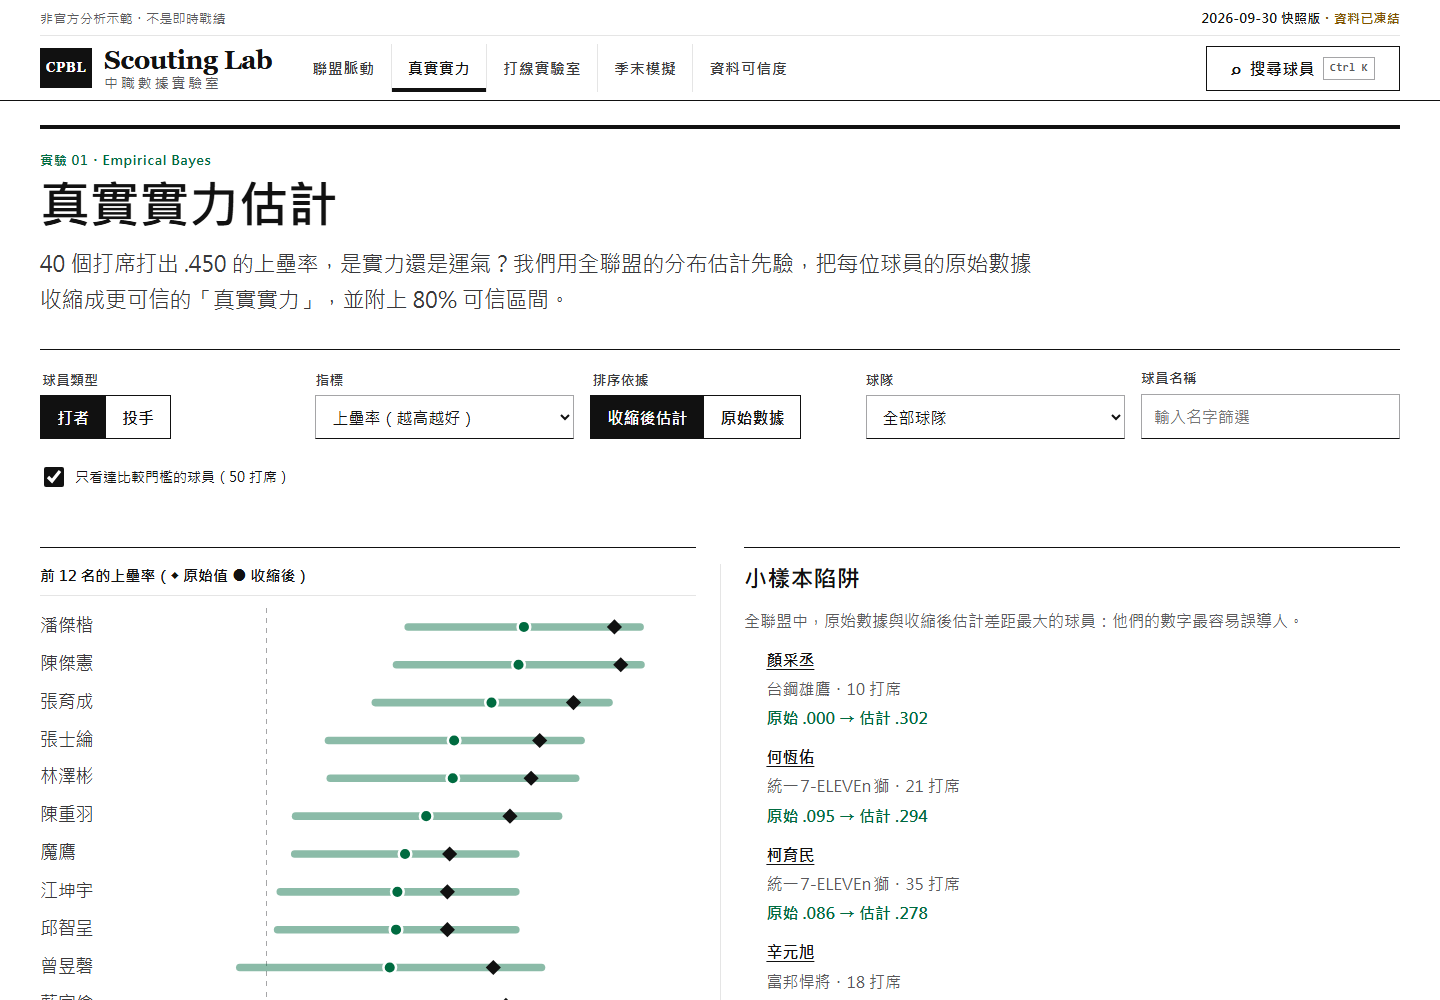 非官方分析示範・不是即時戰績
2026-09-30 快照版・資料已凍結
CPBL
Scouting Lab
中職數據實驗室
聯盟脈動
真實實力
打線實驗室
季末模擬
資料可信度
搜尋球員 Ctrl K
實驗 01・Empirical Bayes
真實實力估計
40 個打席打出 .450 的上壘率，是實力還是運氣？我們用全聯盟的分布估計先驗，把每位球員的原始數據
收縮成更可信的「真實實力」，並附上 80% 可信區間。
球員類型
打者 投手
指標
上壘率（越高越好）
排序依據
收縮後估計 原始數據
球隊
全部球隊
球員名稱
輸入名字篩選
只看達比較門檻的球員（50 打席）
前 12 名的上壘率（◆ 原始值 ● 收縮後）
潘傑楷
陳傑憲
張育成
張士綸
林澤彬
陳重羽
魔鷹
江坤宇
邱智呈
曾昱磬
小樣本陷阱
全聯盟中，原始數據與收縮後估計差距最大的球員：他們的數字最容易誤導人。
顏采丞
台鋼雄鷹・10 打席
原始 .000 → 估計 .302
何恆佑
統一7-ELEVEn獅・21 打席
原始 .095 → 估計 .294
柯育民
統一7-ELEVEn獅・35 打席
原始 .086 → 估計 .278
辛元旭
富邦悍將・18 打席